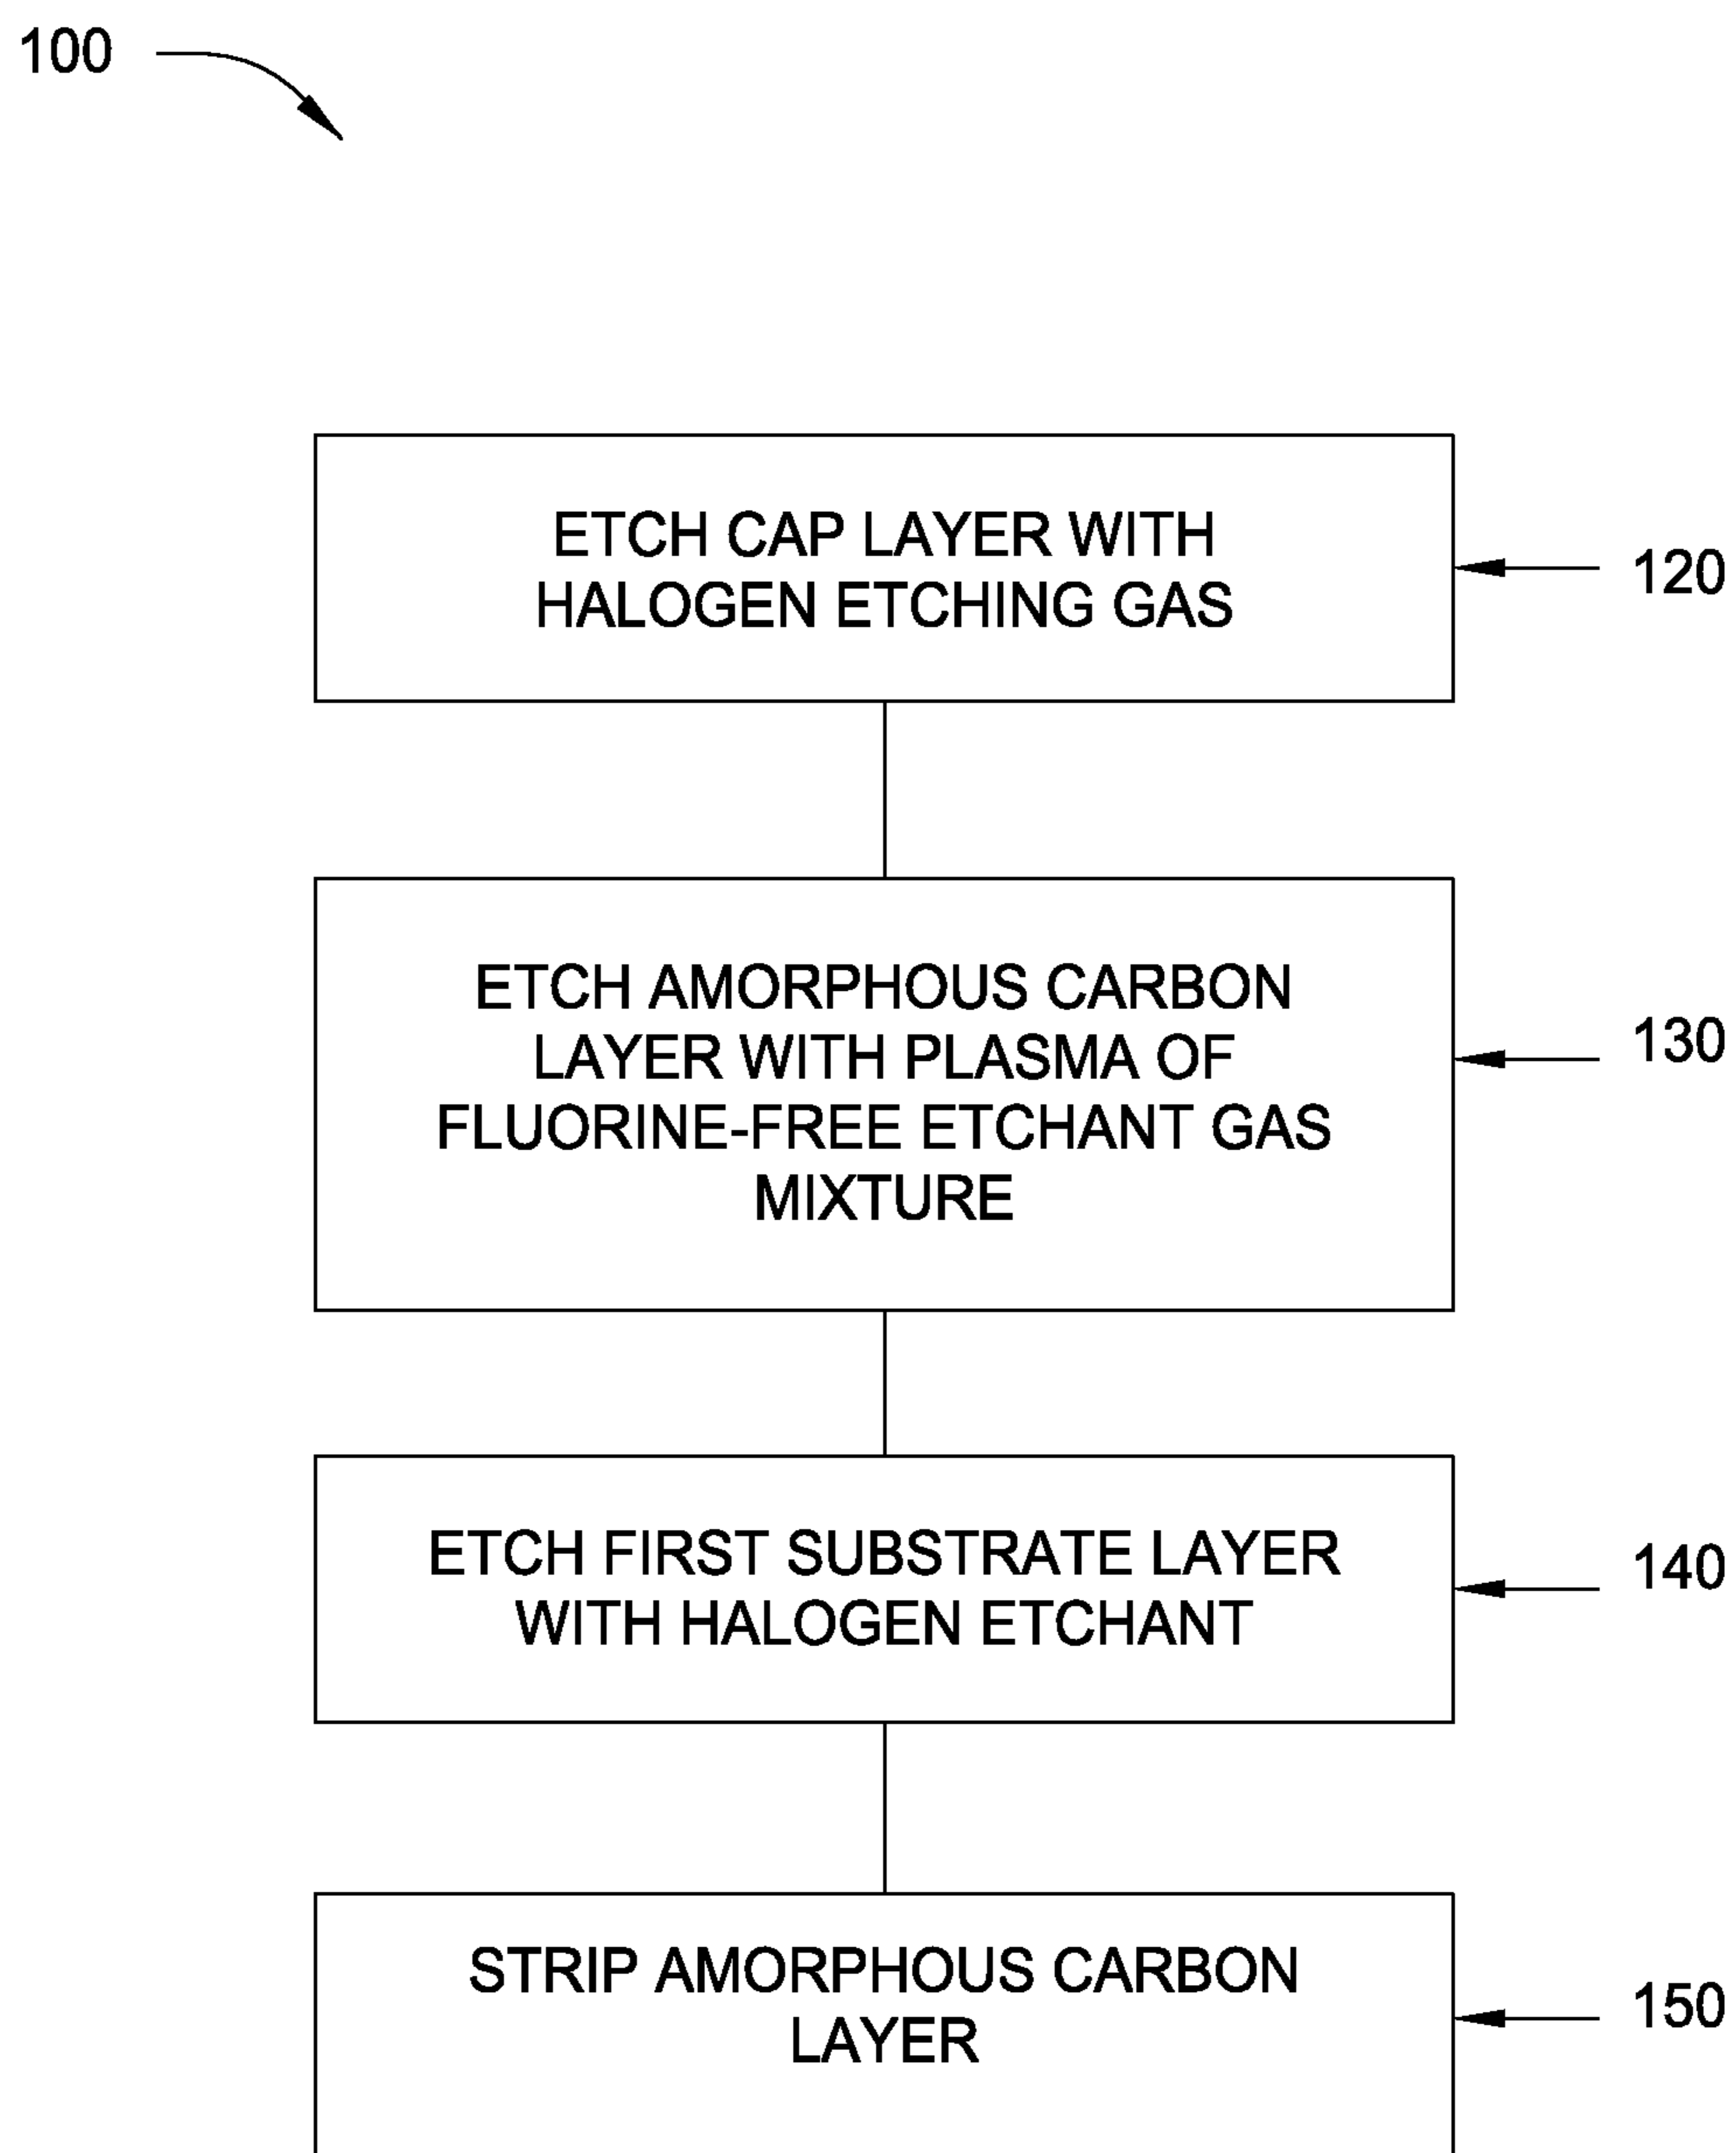 100
ETCH CAP LAYER WITH
HALOGEN ETCHING GAS
120
ETCH AMORPHOUS CARBON
LAYER WITH PLASMA OF
FLUORINE-FREE ETCHANT GAS
MIXTURE
130
ETCH FIRST SUBSTRATE LAYER
WITH HALOGEN ETCHANT
140
STRIP AMORPHOUS CARBON
LAYER
150